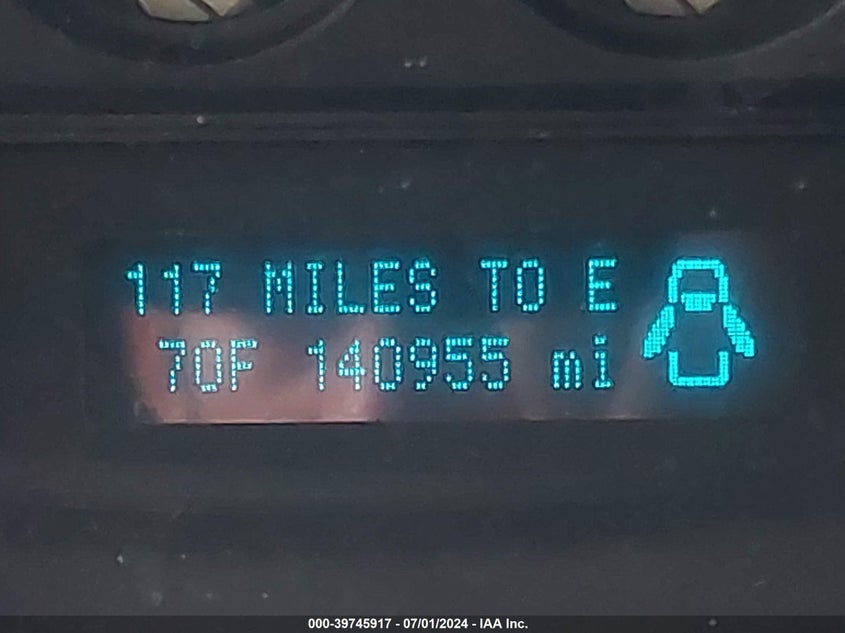 117 MILES TO E
70F 140955 mi
000-39745917 - 07/01/2024 - IAA Inc.